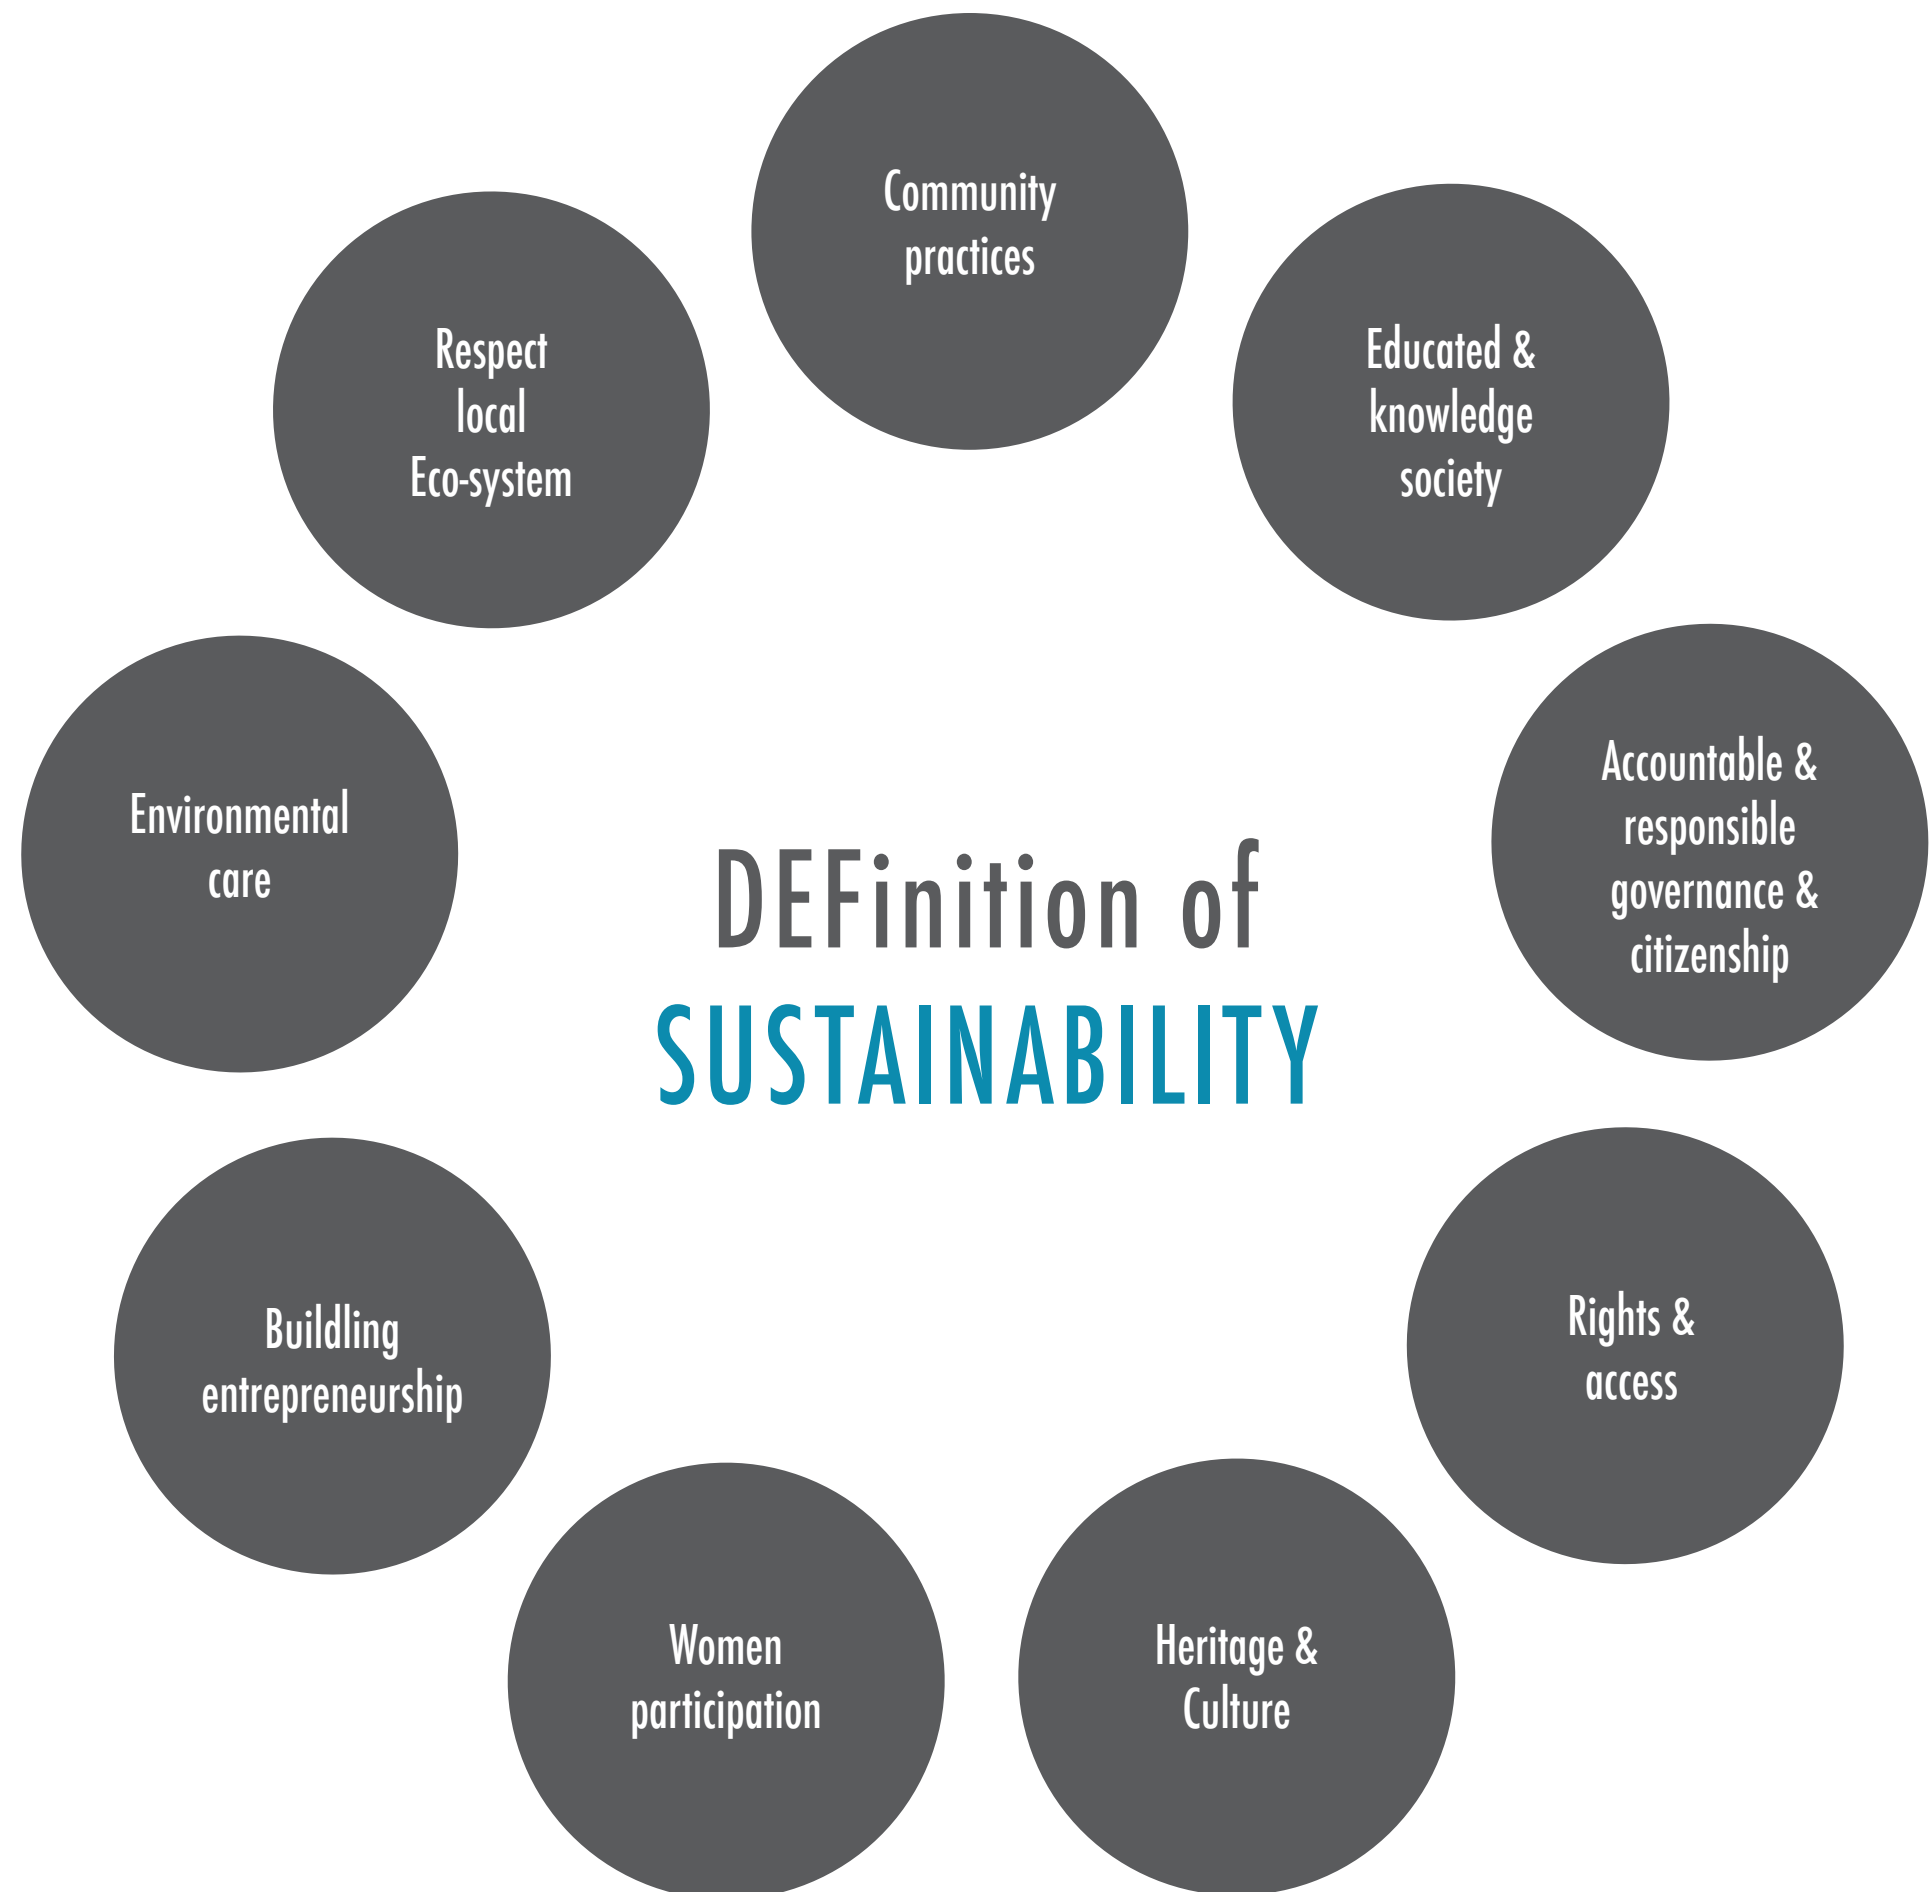 Community
practices
Educated &
knowledge
society
Accountable &
responsible
governance &
citizenship
Rights &
access
Heritage &
Culture
Women
participation
Buildling
entrepreneurship
Environmental
care
Respect
local
Eco-system
DEFinition of
SUSTAINABILITY